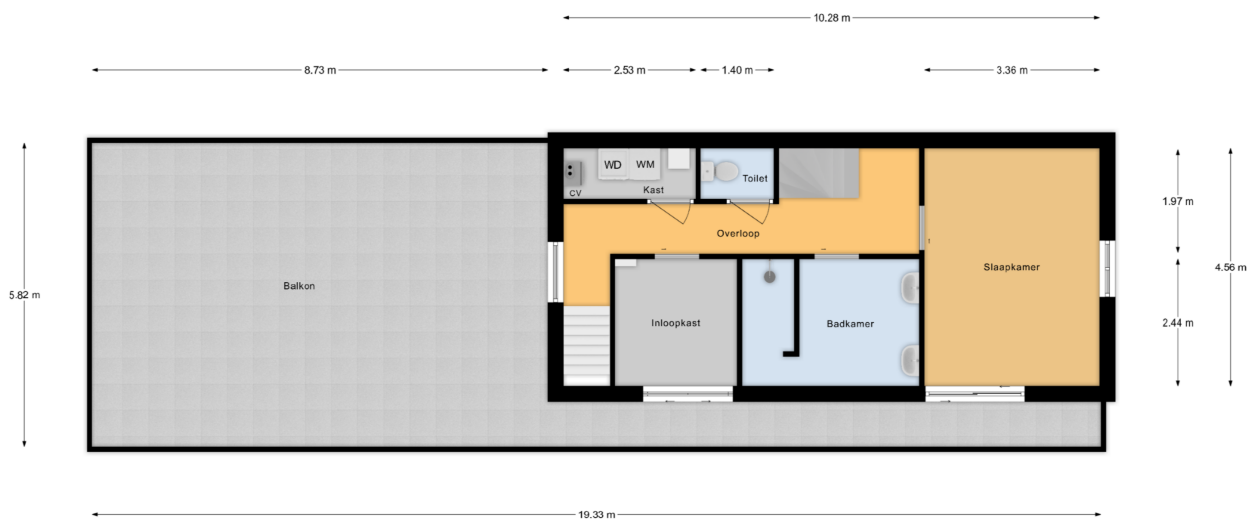 10.28 m
8.73 m
2.53 m
1.40 m
3.36 m
WD
WM
CV
Kast
Toilet
Overloop
1.97 m
Slaapkamer
4.56 m
Balkon
5.82 m
Inloopkast
Badkamer
2.44 m
19.33 m